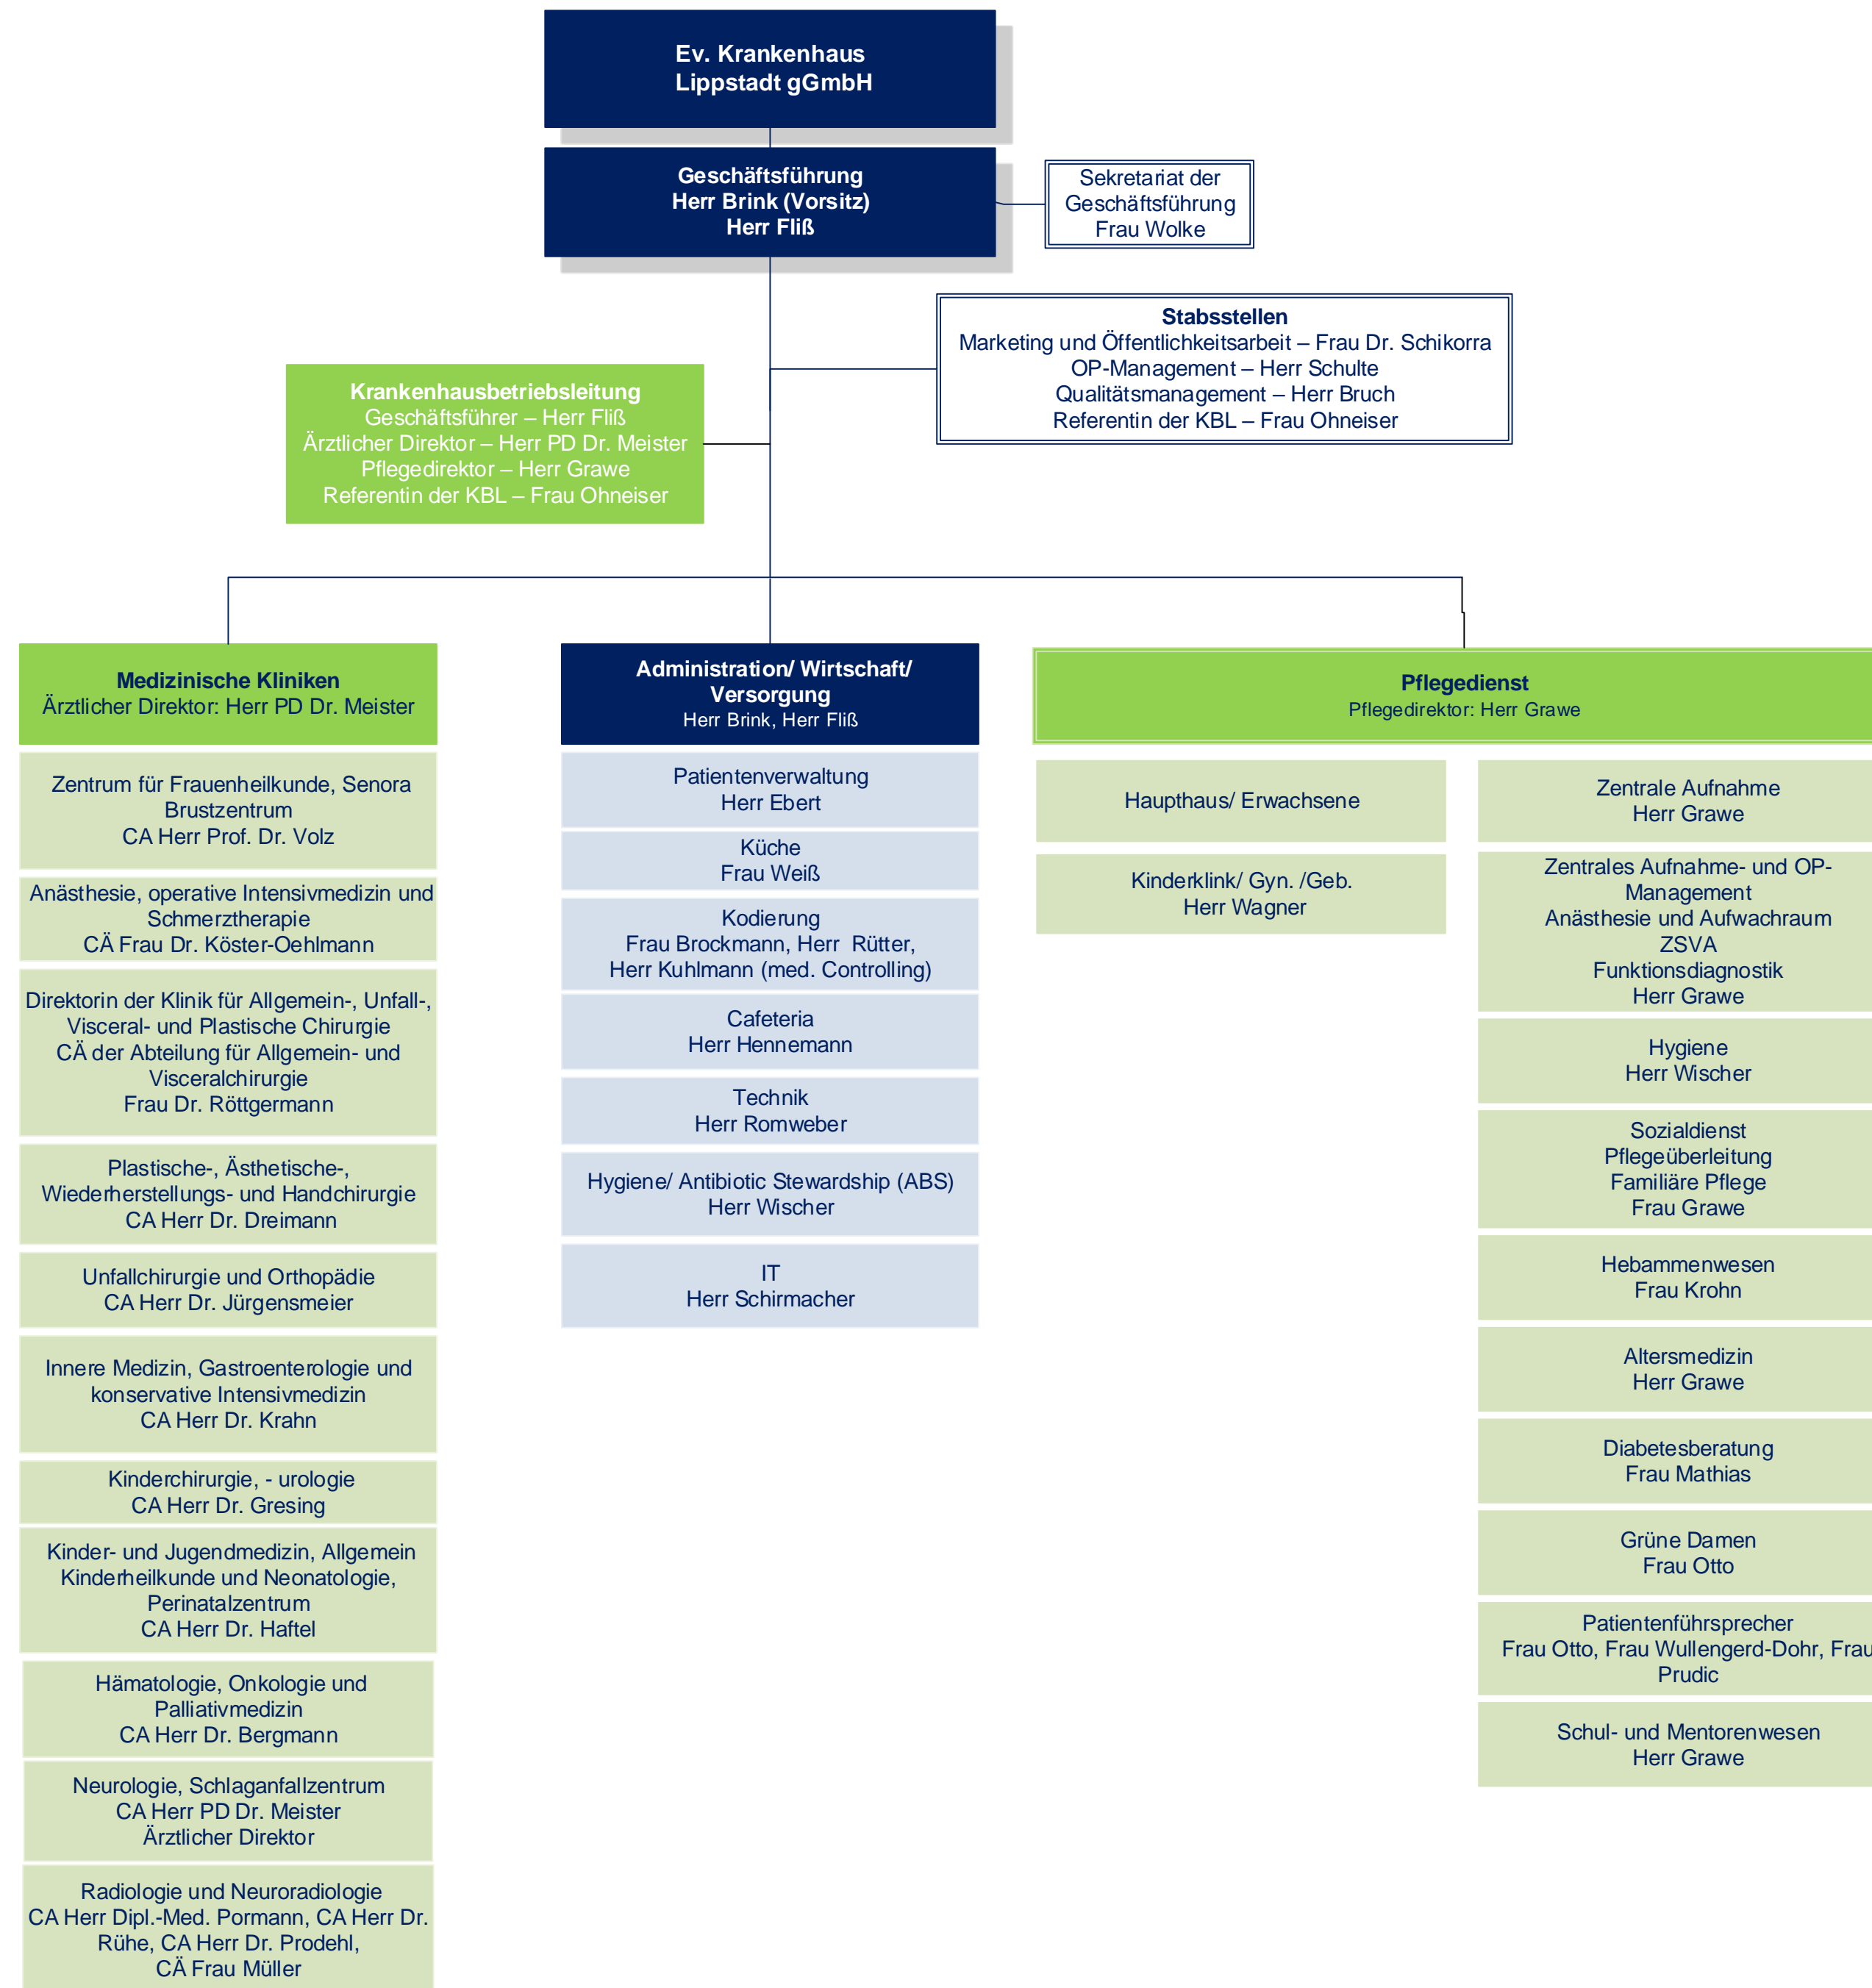 Ev. Krankenhaus
Lippstadt gGmbH
Geschäftsführung
Herr Brink (Vorsitz)
Herr Fliß
Sekretariat der
Geschäftsführung
Frau Wolke
Stabsstellen
Marketing und Öffentlichkeitsarbeit – Frau Dr. Schikorra
OP-Management – Herr Schulte
Qualitätsmanagement – Herr Bruch
Referentin der KBL – Frau Ohneiser
Krankenhausbetriebsleitung
Geschäftsführer – Herr Fliß
Ärztlicher Direktor – Herr PD Dr. Meister
Pflegedirektor – Herr Grawe
Referentin der KBL – Frau Ohneiser
Medizinische Kliniken
Ärztlicher Direktor: Herr PD Dr. Meister
Zentrum für Frauenheilkunde, Senora
Brustzentrum
CA Herr Prof. Dr. Volz
Anästhesie, operative Intensivmedizin und
Schmerztherapie
CÄ Frau Dr. Köster-Oehlmann
Direktorin der Klinik für Allgemein-, Unfall-,
Visceral- und Plastische Chirurgie
CÄ der Abteilung für Allgemein- und
Visceralchirurgie
Frau Dr. Röttgermann
Plastische-, Ästhetische-,
Wiederherstellungs- und Handchirurgie
CA Herr Dr. Dreimann
Unfallchirurgie und Orthopädie
CA Herr Dr. Jürgensmeier
Innere Medizin, Gastroenterologie und
konservative Intensivmedizin
CA Herr Dr. Krahn
Kinderchirurgie, - urologie
CA Herr Dr. Gresing
Kinder- und Jugendmedizin, Allgemein
Kinderheilkunde und Neonatologie,
Perinatalzentrum
CA Herr Dr. Haftel
Hämatologie, Onkologie und
Palliativmedizin
CA Herr Dr. Bergmann
Neurologie, Schlaganfallzentrum
CA Herr PD Dr. Meister
Ärztlicher Direktor
Radiologie und Neuroradiologie
CA Herr Dipl.-Med. Pormann, CA Herr Dr.
Rühe, CA Herr Dr. Prodehl,
CÄ Frau Müller
Administration/ Wirtschaft/
Versorgung
Herr Brink, Herr Fliß
Patientenverwaltung
Herr Ebert
Küche
Frau Weiß
Kodierung
Frau Brockmann, Herr Rütter,
Herr Kuhlmann (med. Controlling)
Cafeteria
Herr Hennemann
Technik
Herr Romweber
Hygiene/ Antibiotic Stewardship (ABS)
Herr Wischer
IT
Herr Schirmacher
Pflegedienst
Pflegedirektor: Herr Grawe
Haupthaus/ Erwachsene
Kinderklink/ Gyn. /Geb.
Herr Wagner
Zentrale Aufnahme
Herr Grawe
Zentrales Aufnahme- und OP-
Management
Anästhesie und Aufwachraum
ZSVA
Funktionsdiagnostik
Herr Grawe
Hygiene
Herr Wischer
Sozialdienst
Pflegeüberleitung
Familiäre Pflege
Frau Grawe
Hebammenwesen
Frau Krohn
Altersmedizin
Herr Grawe
Diabetesberatung
Frau Mathias
Grüne Damen
Frau Otto
Patientenführsprecher
Frau Otto, Frau Wullengerd-Dohr, Frau
Prudic
Schul- und Mentorenwesen
Herr Grawe